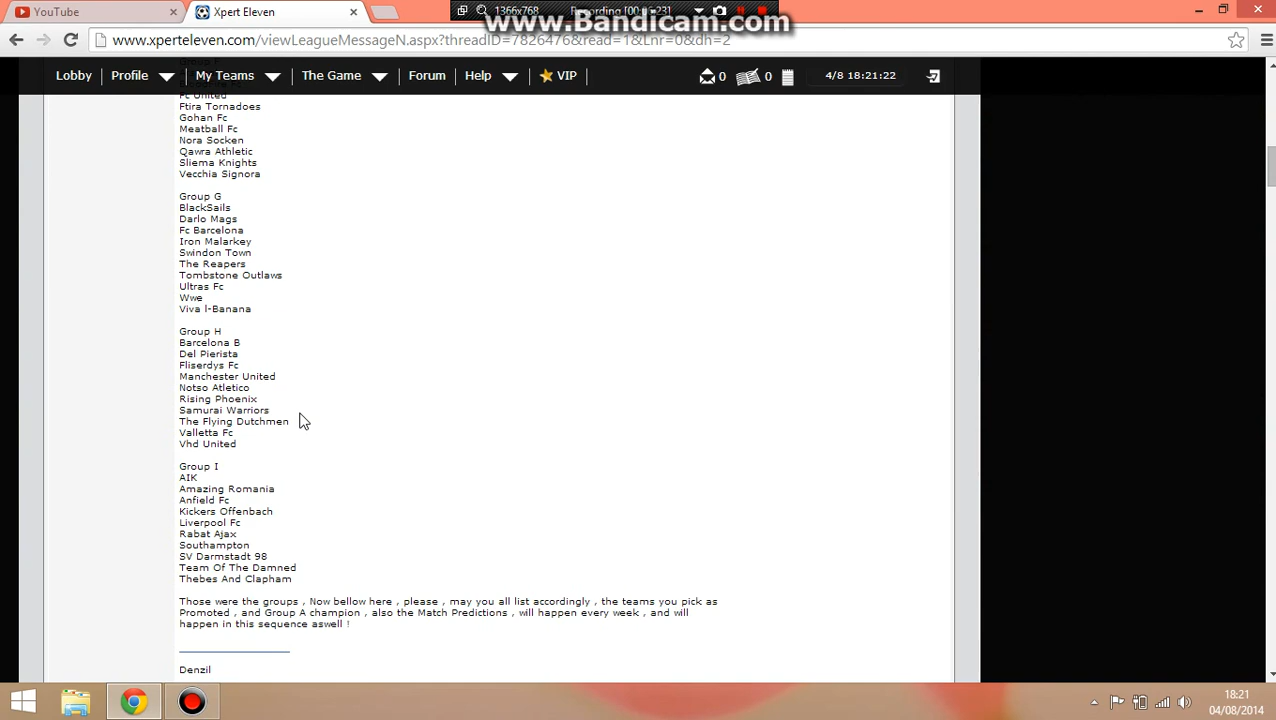 1366x768 Recording [00:15:23]
www.Bandicam.com
YouTube × Xpert Eleven ×
www.xperteleven.com/viewLeagueMessageN.aspx?threadID=7826476&read=1&Lnr=0&dh=2
Lobby Profile My Teams The Game Forum Help VIP 0 0 4/8 18:21:22
Fc United
Ftira Tornadoes
Gohan Fc
Meatball Fc
Nora Socken
Qawra Athletic
Sliema Knights
Vecchia Signora
Group G
BlackSails
Darlo Mags
Fc Barcelona
Iron Malarkey
Swindon Town
The Reapers
Tombstone Outlaws
Ultras Fc
Wwe
Viva l-Banana
Group H
Barcelona B
Del Pierista
Fliserdys Fc
Manchester United
Notso Atletico
Rising Phoenix
Samurai Warriors
The Flying Dutchmen
Valletta Fc
Vhd United
Group I
AIK
Amazing Romania
Anfield Fc
Kickers Offenbach
Liverpool Fc
Rabat Ajax
Southampton
SV Darmstadt 98
Team Of The Damned
Thebes And Clapham
Those were the groups , Now bellow here , please , may you all list accordingly , the teams you pick as
Promoted , and Group A champion , also the Match Predictions , will happen every week , and will
happen in this sequence aswell !
Denzil
18:21
04/08/2014